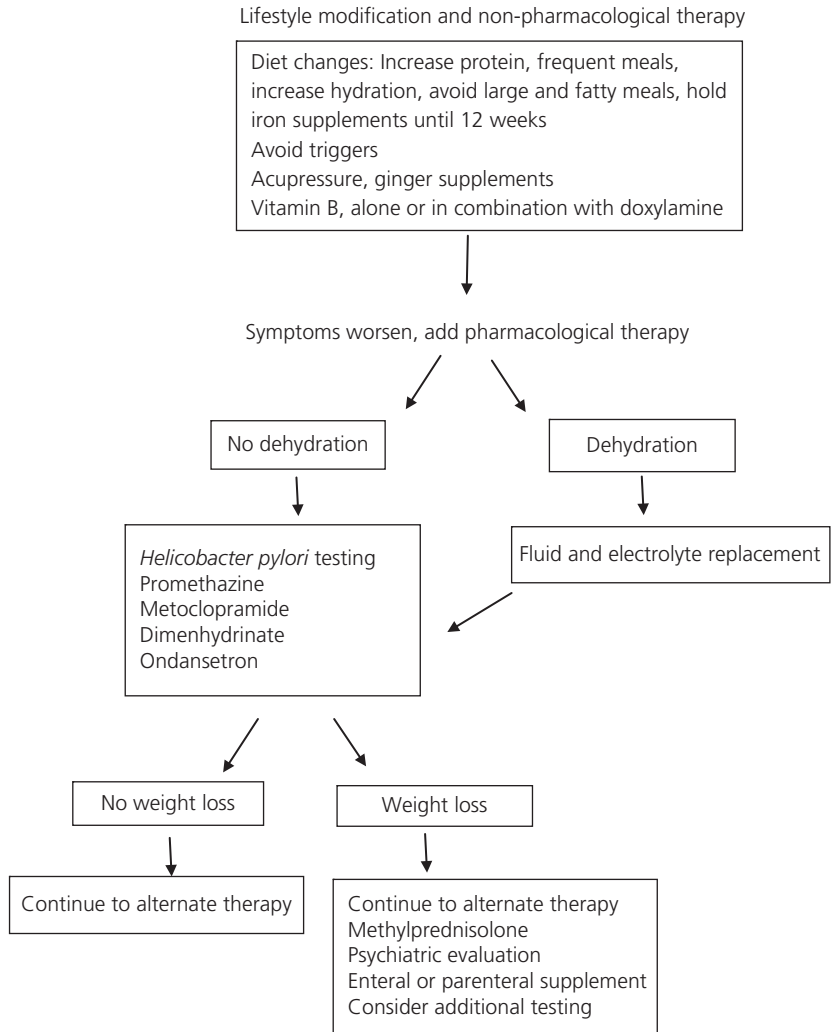 Lifestyle modification and non-pharmacological therapy
Diet changes: Increase protein, frequent meals,
increase hydration, avoid large and fatty meals, hold
iron supplements until 12 weeks
Avoid triggers
Acupressure, ginger supplements
Vitamin B, alone or in combination with doxylamine
Symptoms worsen, add pharmacological therapy
No dehydration
Dehydration
Helicobacter pylori testing
Promethazine
Metoclopramide
Dimenhydrinate
Ondansetron
Fluid and electrolyte replacement
No weight loss
Weight loss
Continue to alternate therapy
Continue to alternate therapy
Methylprednisolone
Psychiatric evaluation
Enteral or parenteral supplement
Consider additional testing